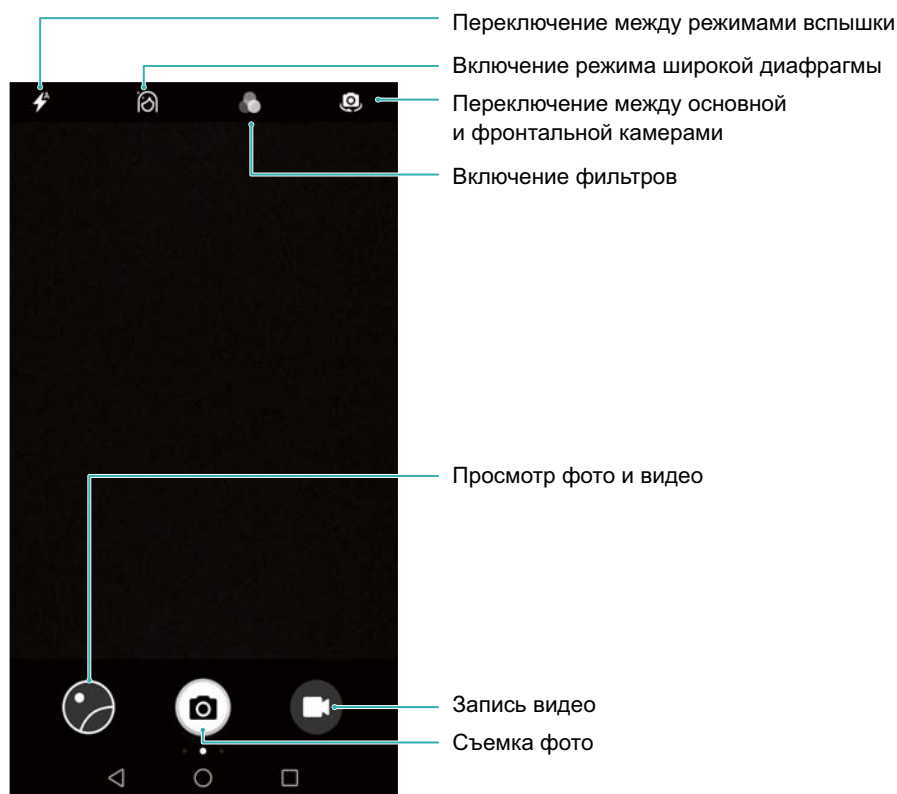 Переключение между режимами вспышки
Включение режима широкой диафрагмы
Переключение между основной
и фронтальной камерами
Включение фильтров
Просмотр фото и видео
Запись видео
Съемка фото